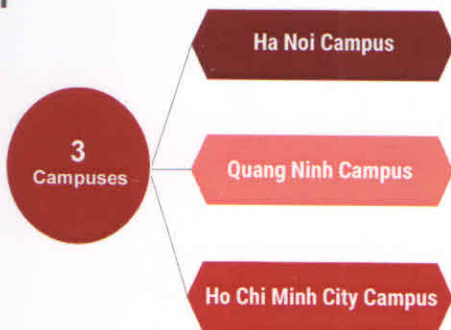 3
Campuses
Ha Noi Campus
Quang Ninh Campus
Ho Chi Minh City Campus